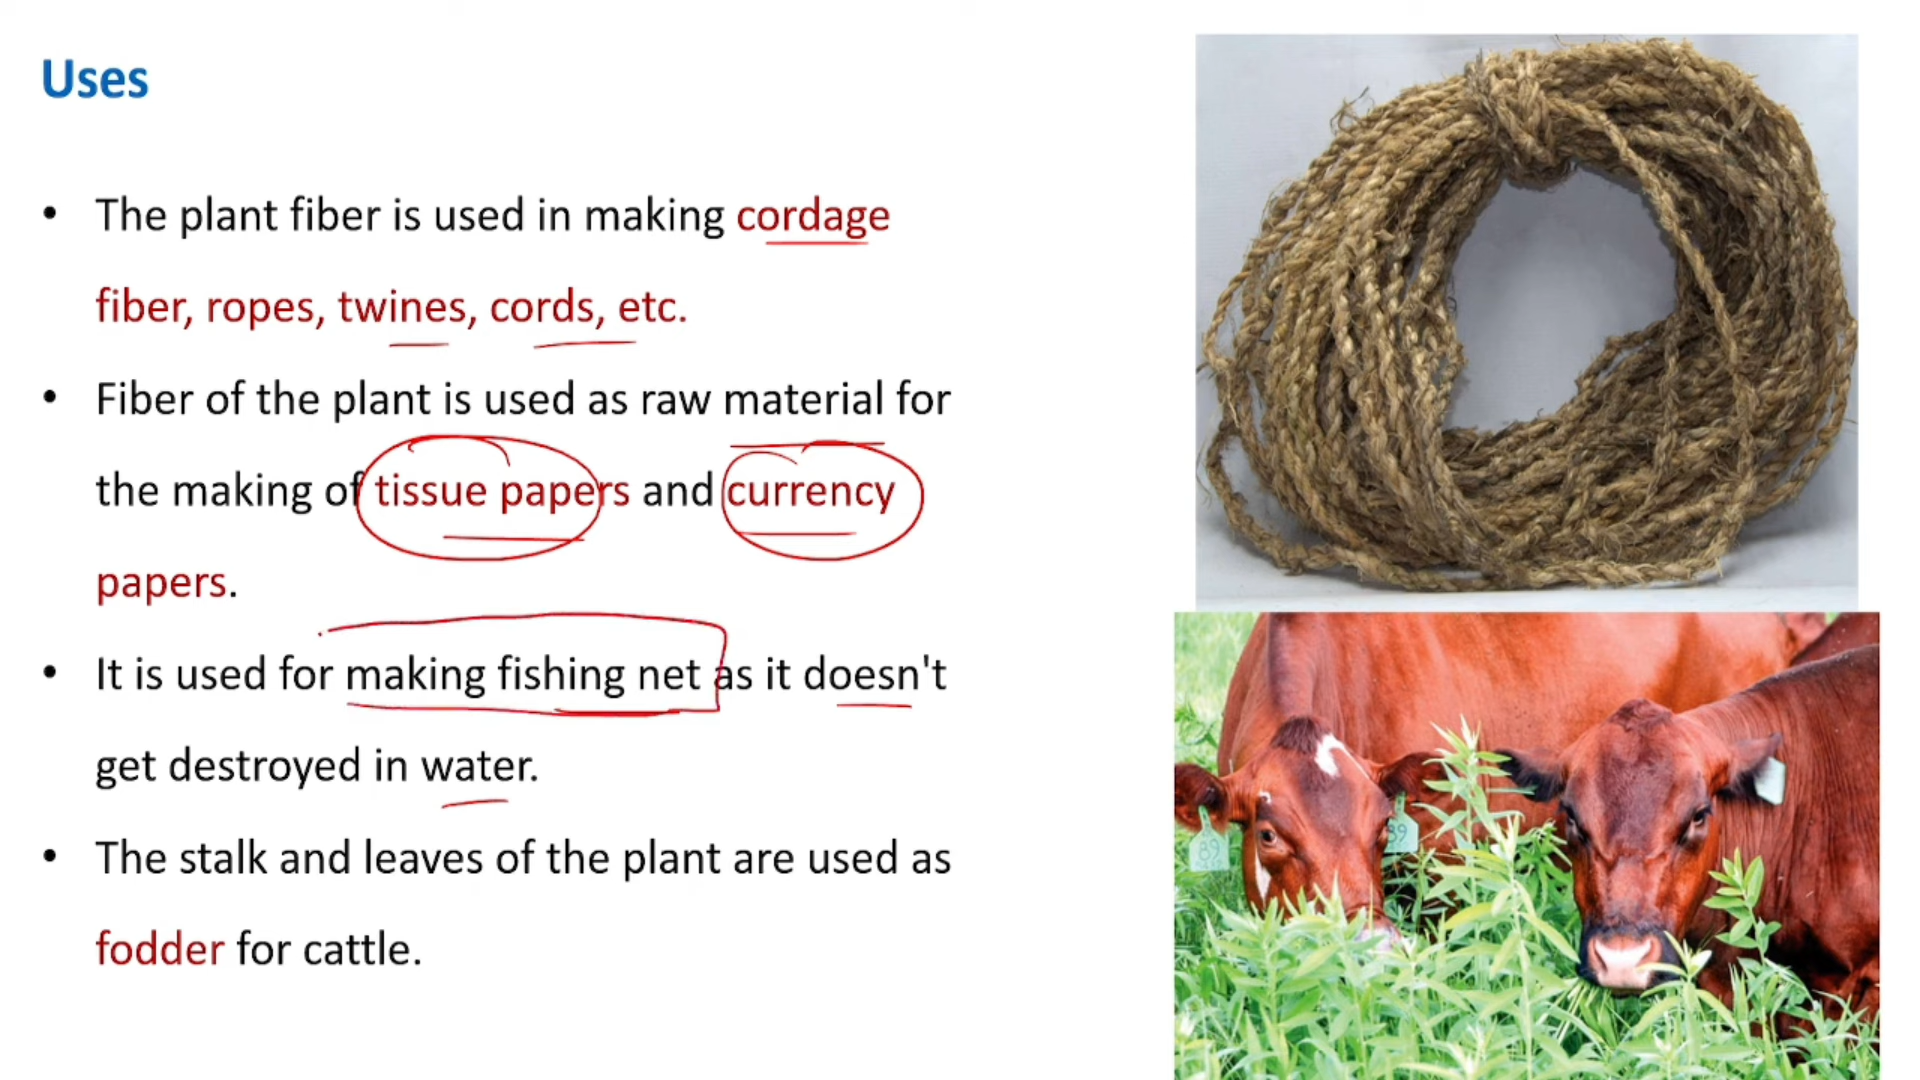 Uses
• The plant fiber is used in making cordage
fiber, ropes, twines, cords, etc.
• Fiber of the plant is used as raw material for
the making of tissue papers and currency
papers.
• It is used for making fishing net as it doesn't
get destroyed in water.
• The stalk and leaves of the plant are used as
fodder for cattle.
89
89